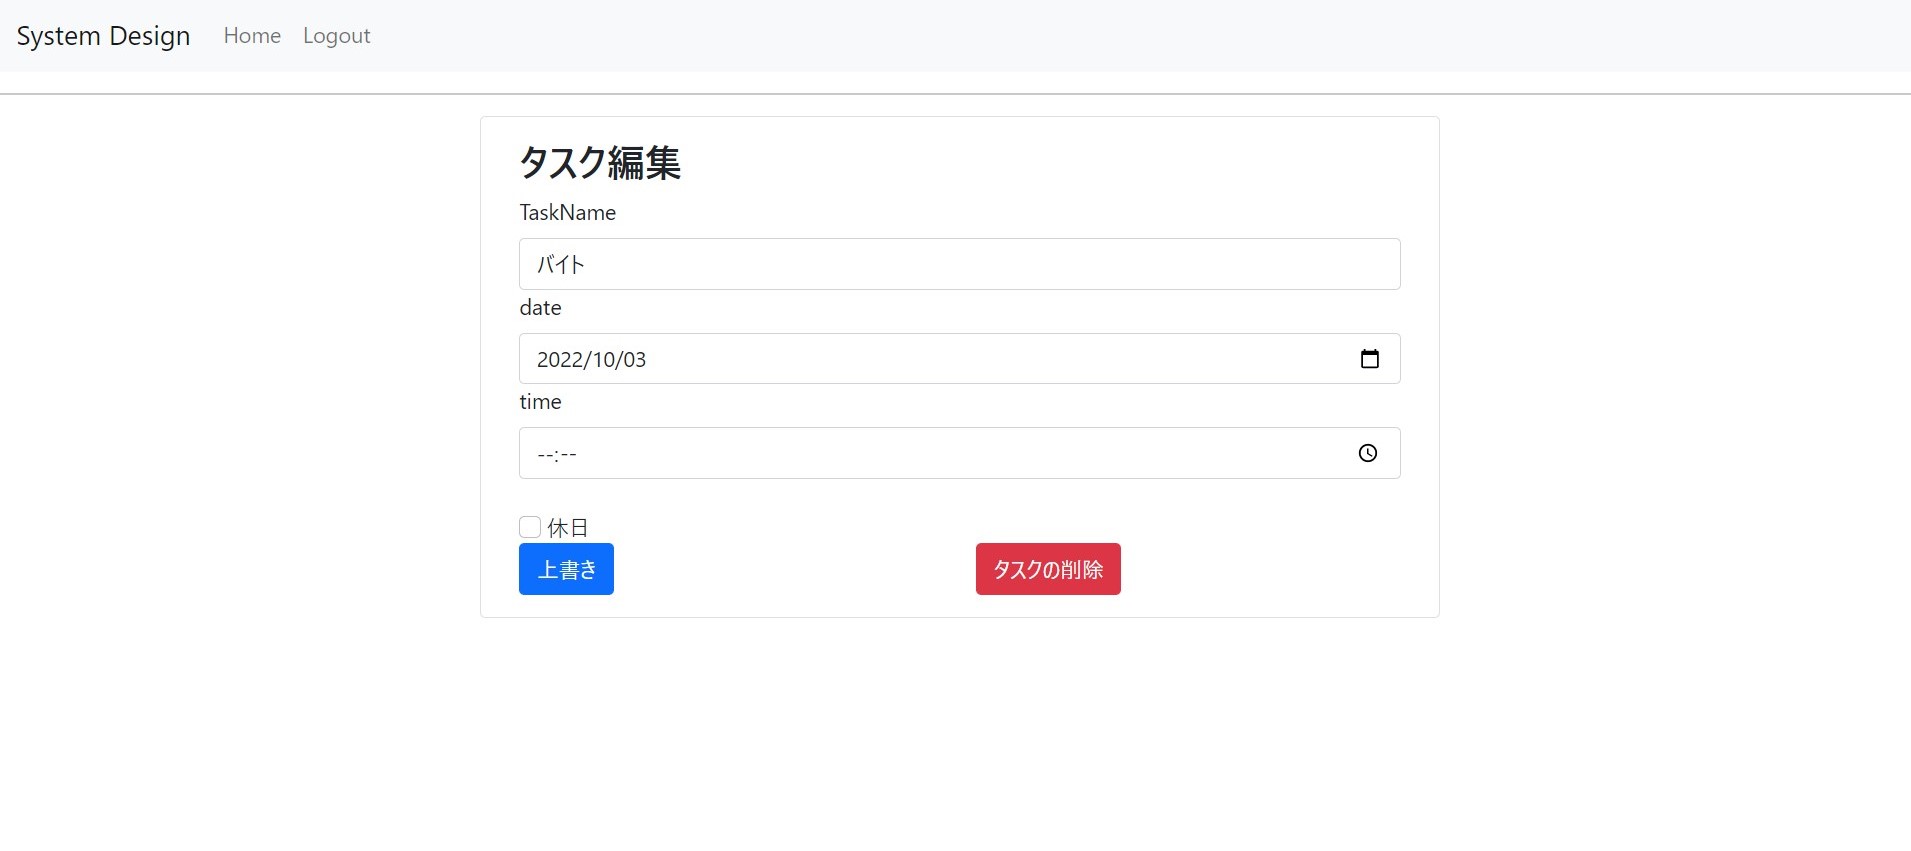 System Design Home Logout
タスク編集
TaskName
バイト
date
2022/10/03
time
--:--
休日
上書き タスクの削除